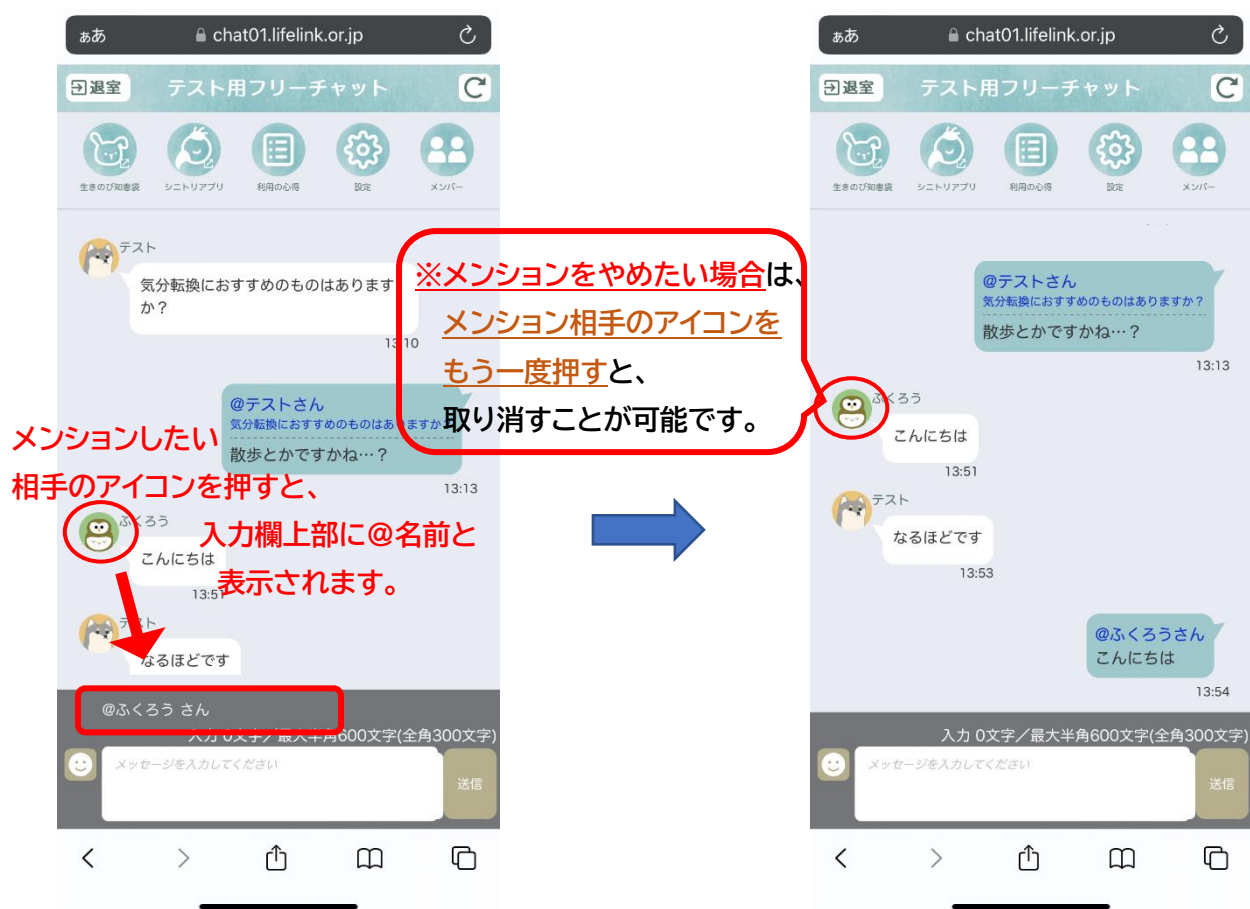 ぁあ
chat01.lifelink.or.jp
退室
テスト用フリーチャット
生きのび知恵袋
シニトリアプリ
利用の心得
設定
メンバー
テスト
気分転換におすすめのものはあります
か？
13:10
@テストさん
気分転換におすすめのものはありますか
散歩とかですかね…？
13:13
メンションしたい
相手のアイコンを押すと、
入力欄上部に@名前と
表示されます。
ふくろう
こんにちは
13:51
テスト
なるほどです
@ふくろう さん
入力 0文字／最大半角600文字(全角300文字)
メッセージを入力してください
送信
※メンションをやめたい場合は、
メンション相手のアイコンを
もう一度押すと、
取り消すことが可能です。
ぁあ
chat01.lifelink.or.jp
退室
テスト用フリーチャット
生きのび知恵袋
シニトリアプリ
利用の心得
設定
メンバー
@テストさん
気分転換におすすめのものはありますか？
散歩とかですかね…？
13:13
ふくろう
こんにちは
13:51
テスト
なるほどです
13:53
@ふくろうさん
こんにちは
13:54
入力 0文字／最大半角600文字(全角300文字)
メッセージを入力してください
送信